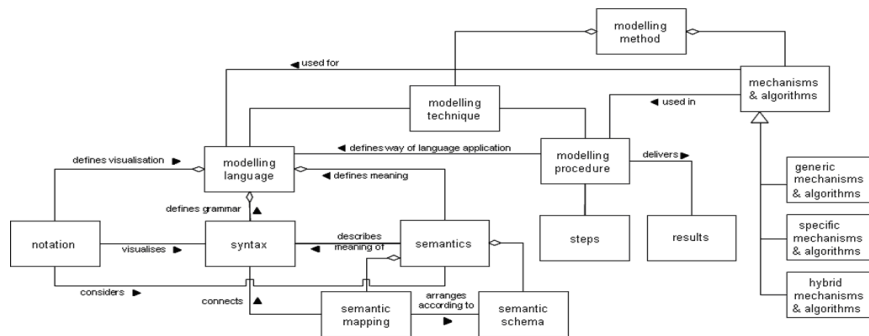 modelling
method
◄ used for
mechanisms
& algorithms
modelling
technique
◄ used in
◄ defines way of language application
modelling
procedure
delivers ►
defines visualisation ►
modelling
language
◄ defines meaning
generic
mechanisms
& algorithms
defines grammar ▲
notation
visualises ►
syntax
describes
◄ meaning of
semantics
steps
results
specific
mechanisms
& algorithms
considers ►
connects ▲
semantic
mapping
arranges
according to
►
semantic
schema
hybrid
mechanisms
& algorithms